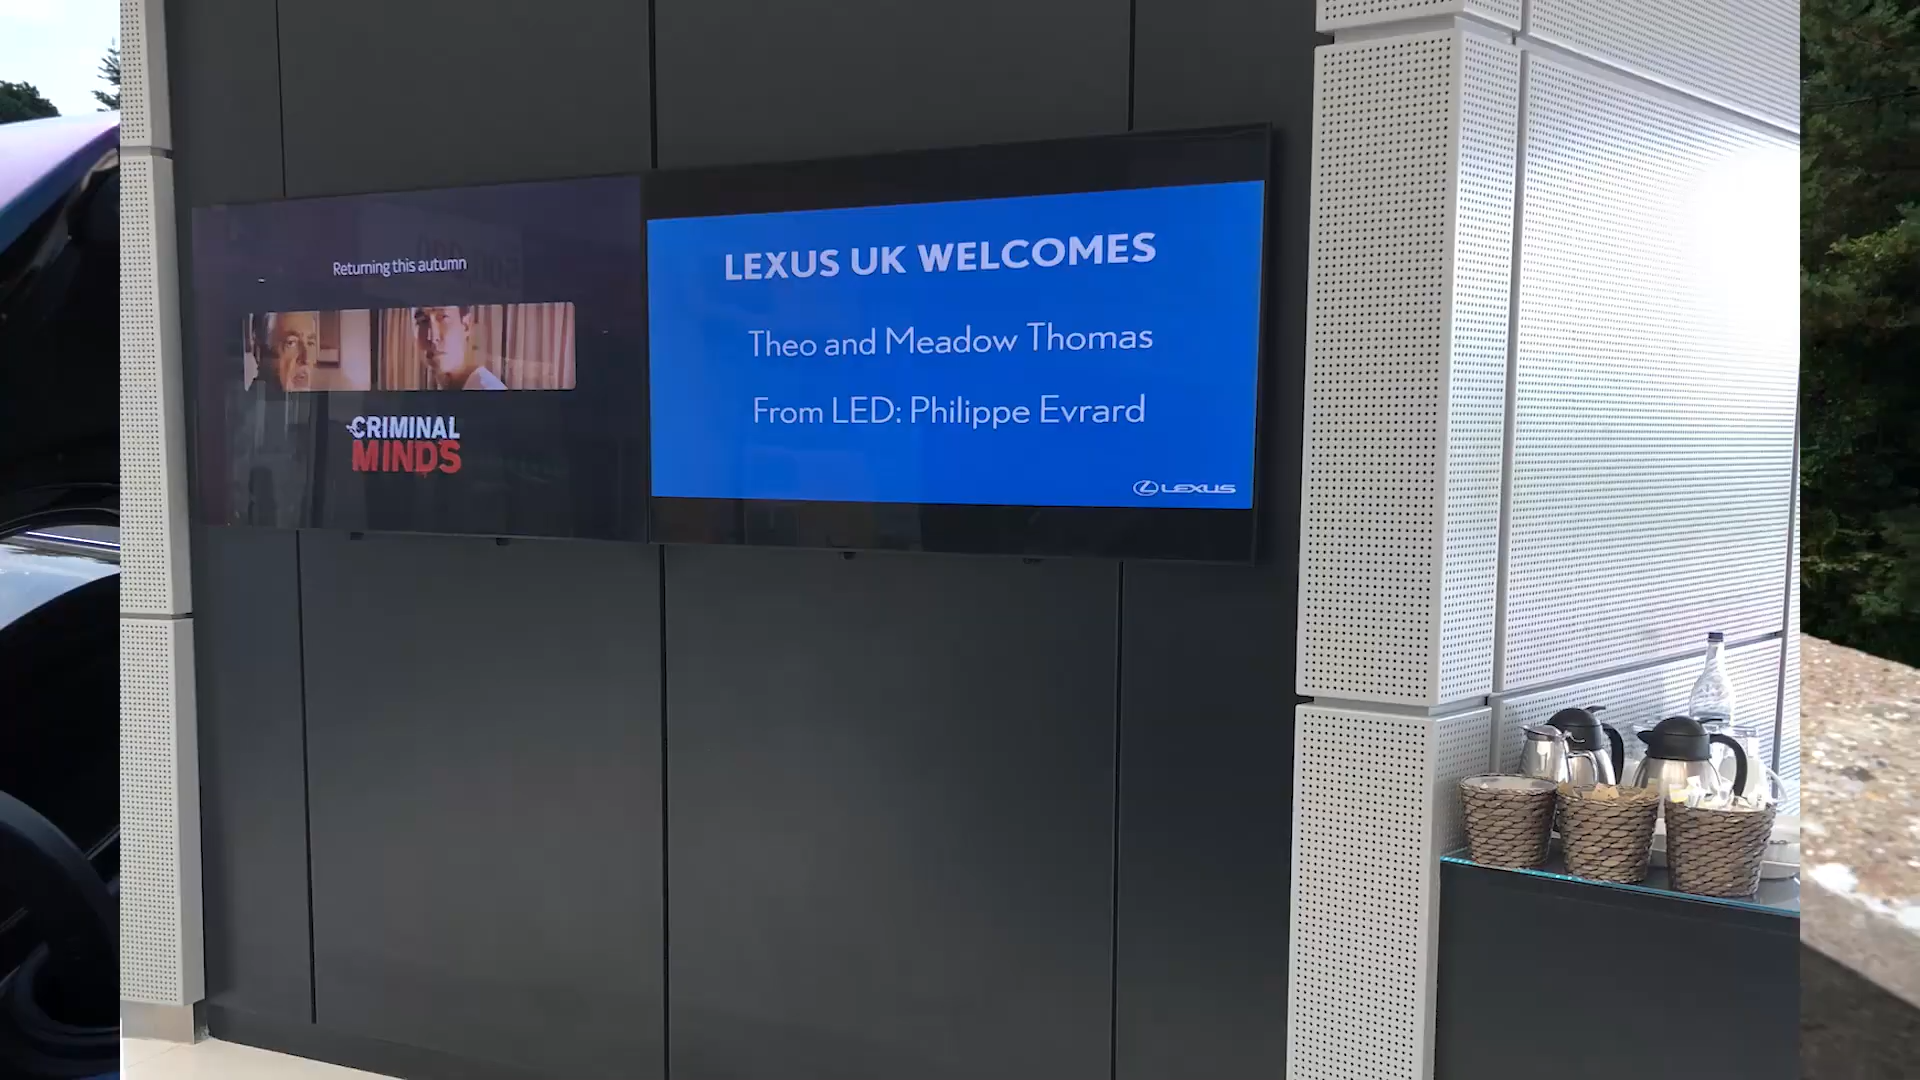 Returning this autumn
CRIMINAL
MINDS
LEXUS UK WELCOMES
Theo and Meadow Thomas
From LED: Philippe Evrard
LEXUS